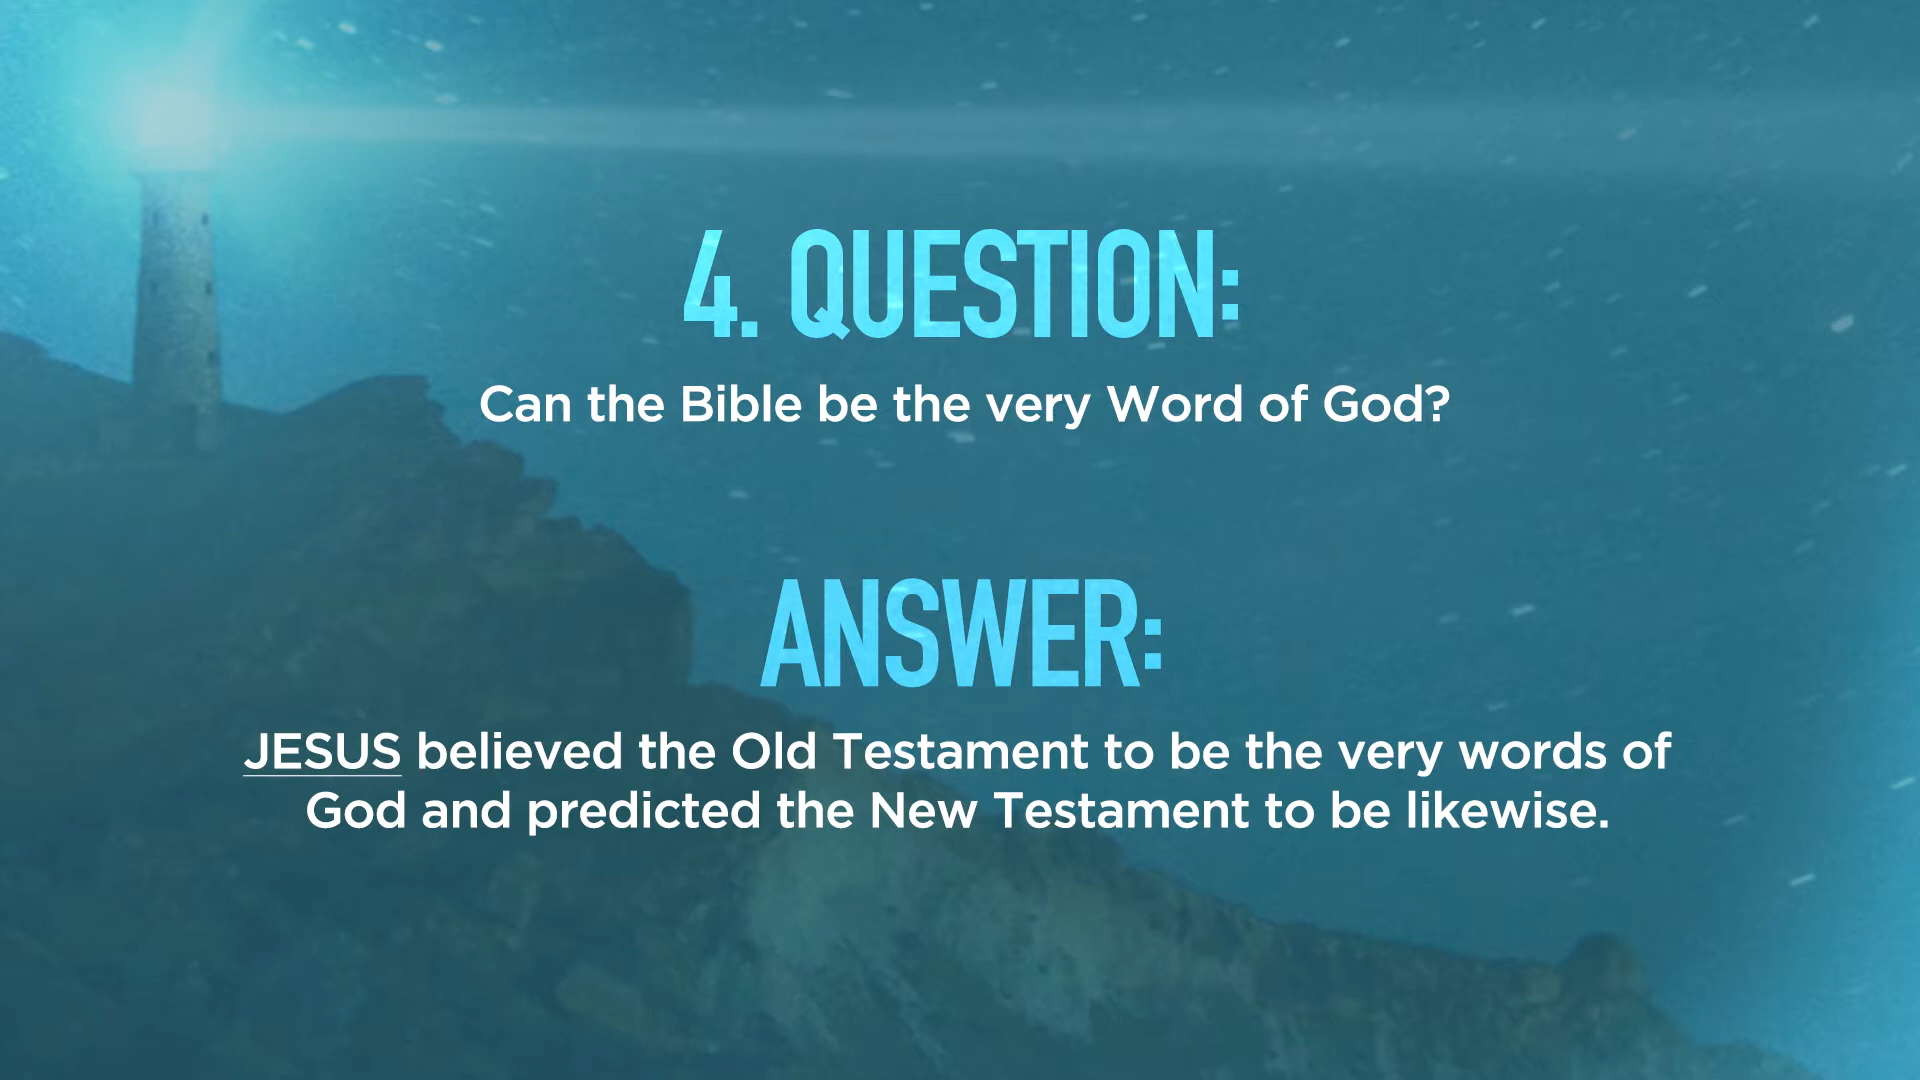 4. QUESTION:
Can the Bible be the very Word of God?
ANSWER:
JESUS believed the Old Testament to be the very words of
God and predicted the New Testament to be likewise.